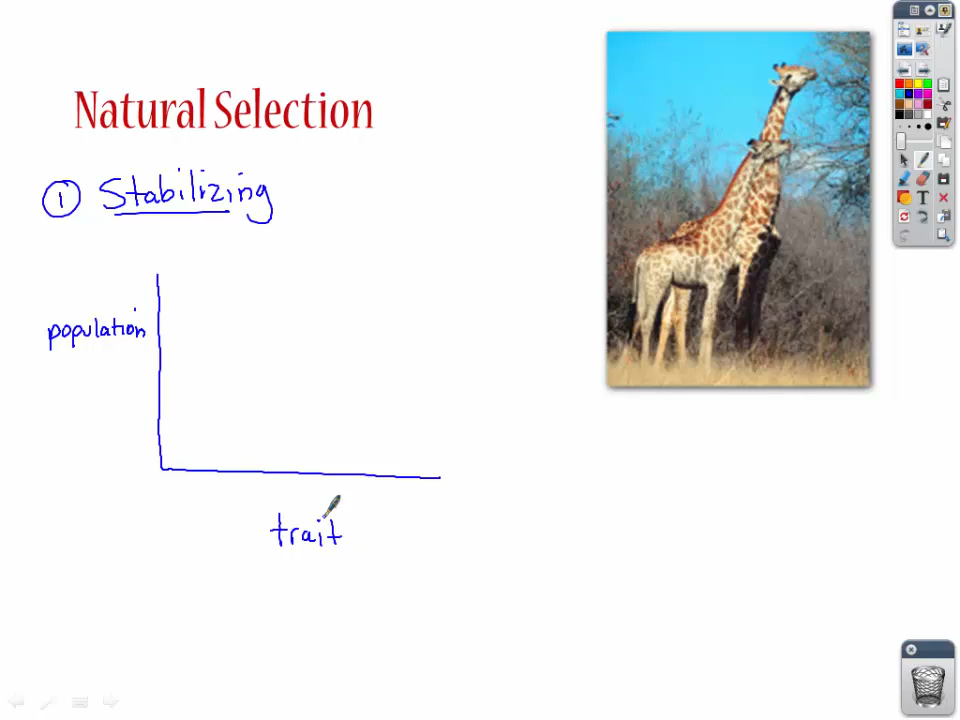 Natural Selection
① Stabilizing
population
trait